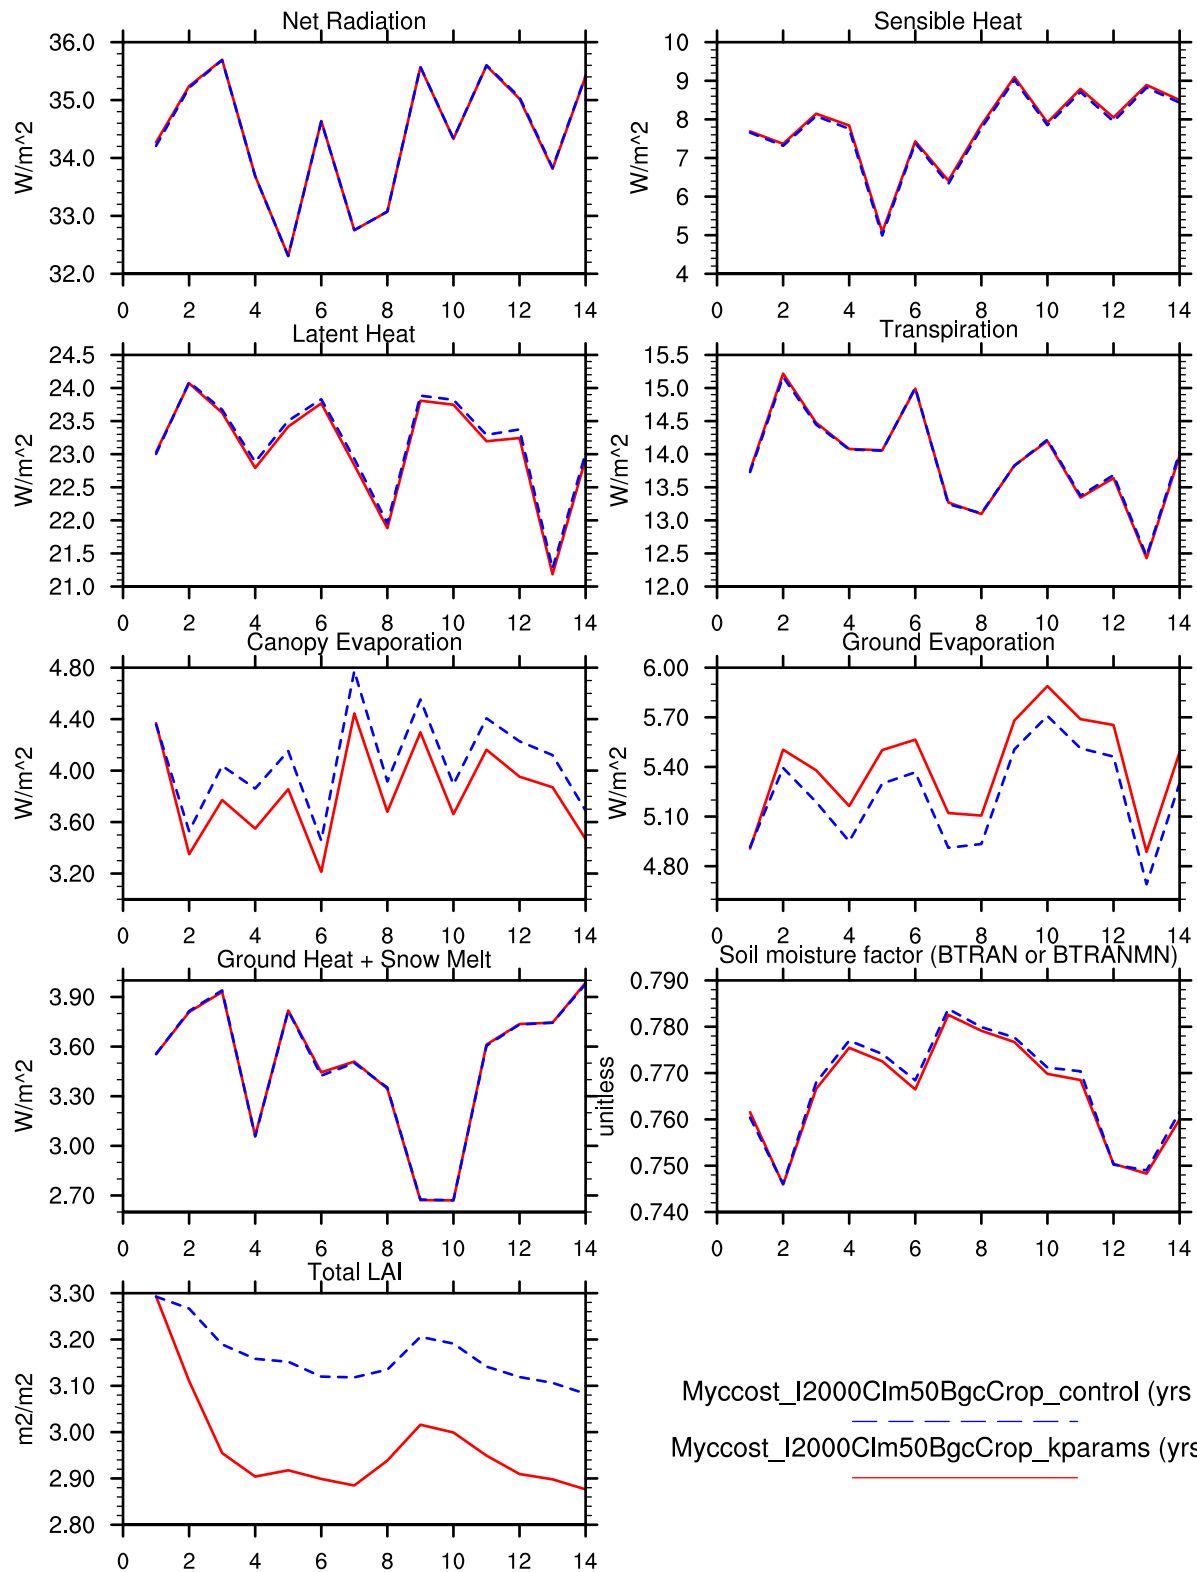 Net Radiation
W/m^2
36.0
35.0
34.0
33.0
32.0
0 2 4 6 8 10 12 14
Sensible Heat
W/m^2
10
9
8
7
6
5
4
0 2 4 6 8 10 12 14
Latent Heat
W/m^2
24.5
24.0
23.5
23.0
22.5
22.0
21.5
21.0
0 2 4 6 8 10 12 14
Transpiration
W/m^2
15.5
15.0
14.5
14.0
13.5
13.0
12.5
12.0
0 2 4 6 8 10 12 14
Canopy Evaporation
W/m^2
4.80
4.40
4.00
3.60
3.20
0 2 4 6 8 10 12 14
Ground Evaporation
W/m^2
6.00
5.70
5.40
5.10
4.80
0 2 4 6 8 10 12 14
Ground Heat + Snow Melt
W/m^2
3.90
3.60
3.30
3.00
2.70
0 2 4 6 8 10 12 14
Soil moisture factor (BTRAN or BTRANMN)
unitless
0.790
0.780
0.770
0.760
0.750
0.740
0 2 4 6 8 10 12 14
Total LAI
m2/m2
3.30
3.20
3.10
3.00
2.90
2.80
0 2 4 6 8 10 12 14
Myccost_I2000Clm50BgcCrop_control (yrs
Myccost_I2000Clm50BgcCrop_kparams (yrs